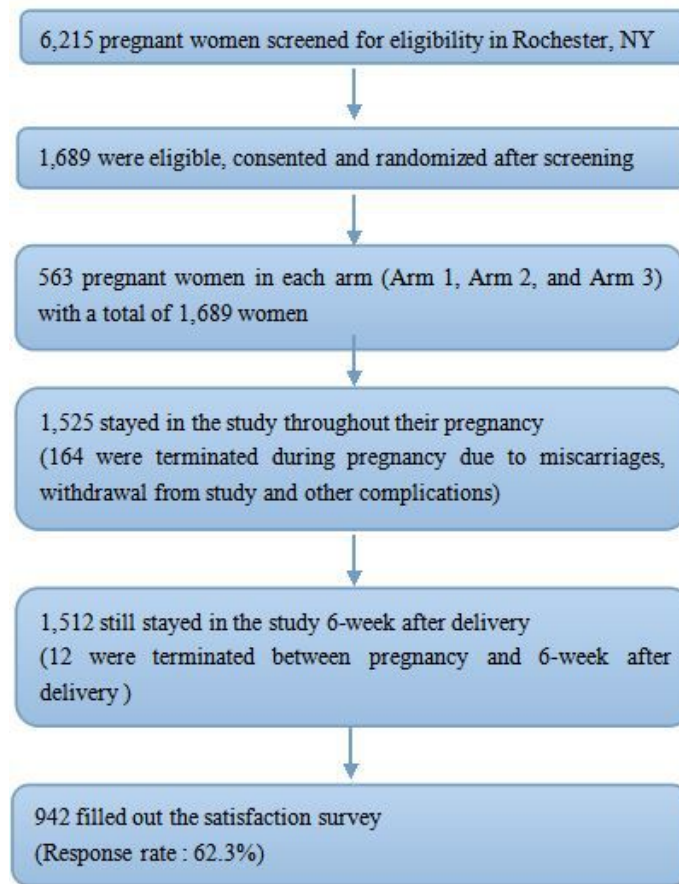 6,215 pregnant women screened for eligibility in Rochester, NY
1,689 were eligible, consented and randomized after screening
563 pregnant women in each arm (Arm 1, Arm 2, and Arm 3)
with a total of 1,689 women
1,525 stayed in the study throughout their pregnancy
(164 were terminated during pregnancy due to miscarriages,
withdrawal from study and other complications)
1,512 still stayed in the study 6-week after delivery
(12 were terminated between pregnancy and 6-week after
delivery )
942 filled out the satisfaction survey
(Response rate : 62.3%)